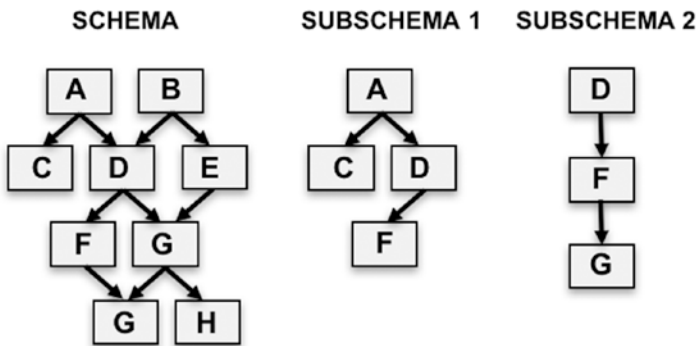 SCHEMA SUBSCHEMA 1 SUBSCHEMA 2
A B A D
C D E C D F
F G F G
G H